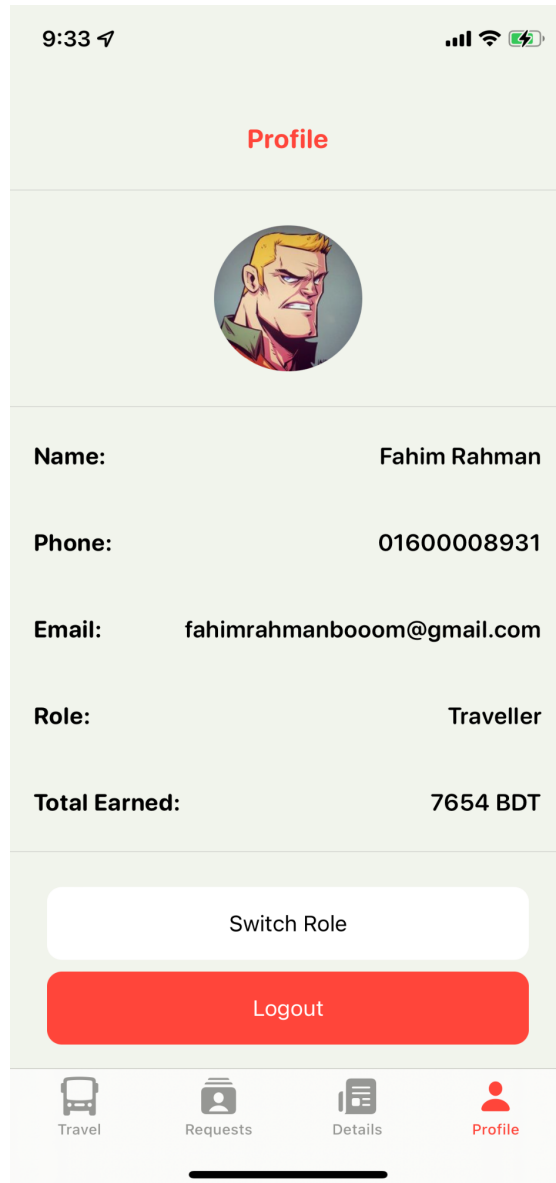 9:33
Profile
Name: Fahim Rahman
Phone: 01600008931
Email: fahimrahmanbooom@gmail.com
Role: Traveller
Total Earned: 7654 BDT
Switch Role
Logout
Travel Requests Details Profile